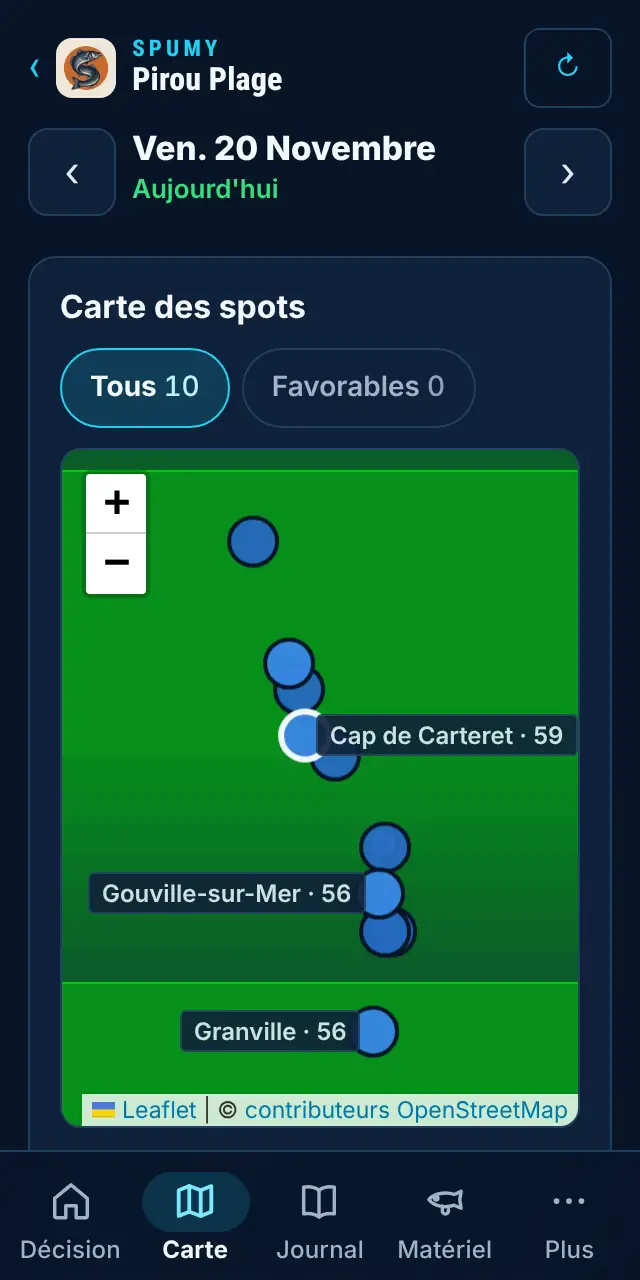 SPUMY
Pirou Plage
Ven. 20 Novembre
Aujourd'hui
Carte des spots
Tous 10
Favorables 0
+
−
Cap de Carteret · 59
Gouville-sur-Mer · 56
Granville · 56
Leaflet | © contributeurs OpenStreetMap
Décision
Carte
Journal
Matériel
Plus